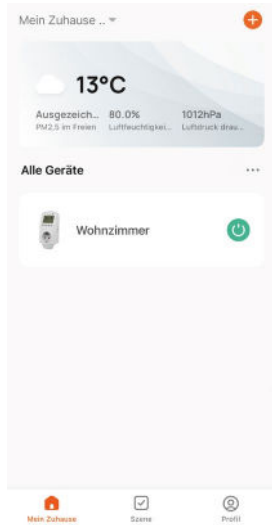 Mein Zuhause ..
13°C
Ausgezeich... 80.0% 1012hPa
PM2,5 im Freien Luftfeuchtigkei... Luftdruck drau...
Alle Geräte ...
Wohnzimmer
Mein Zuhause Szene Profil